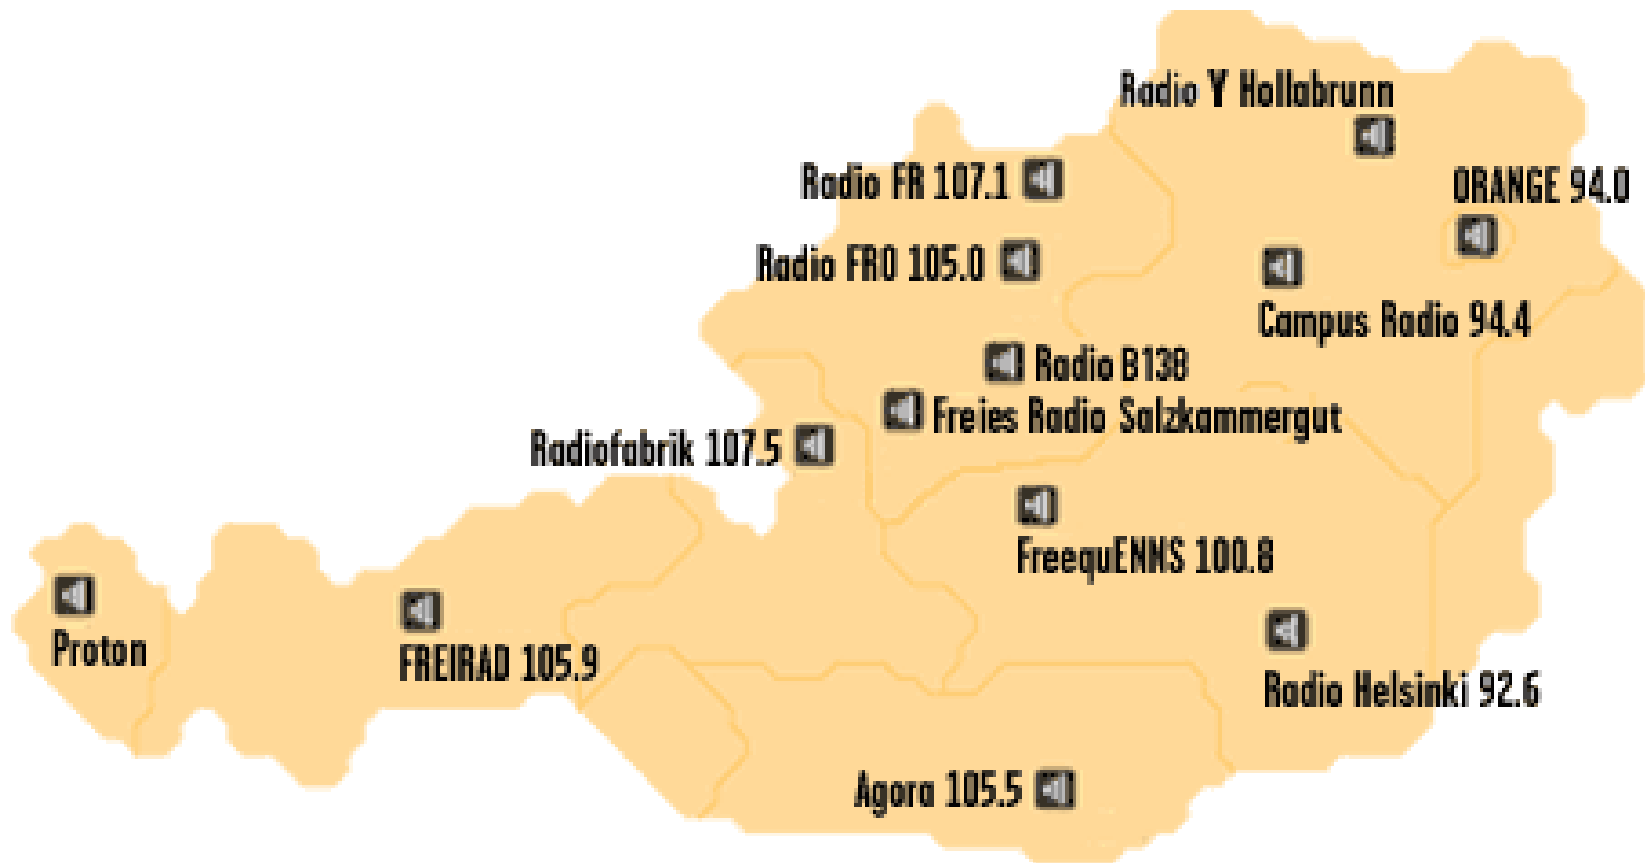 Radio Y Hollabrunn
Radio FR 107.1
ORANGE 94.0
Radio FRO 105.0
Campus Radio 94.4
Radio B138
Freies Radio Salzkammergut
Radiofabrik 107.5
FreequENNS 100.8
Proton
FREIRAD 105.9
Radio Helsinki 92.6
Agora 105.5